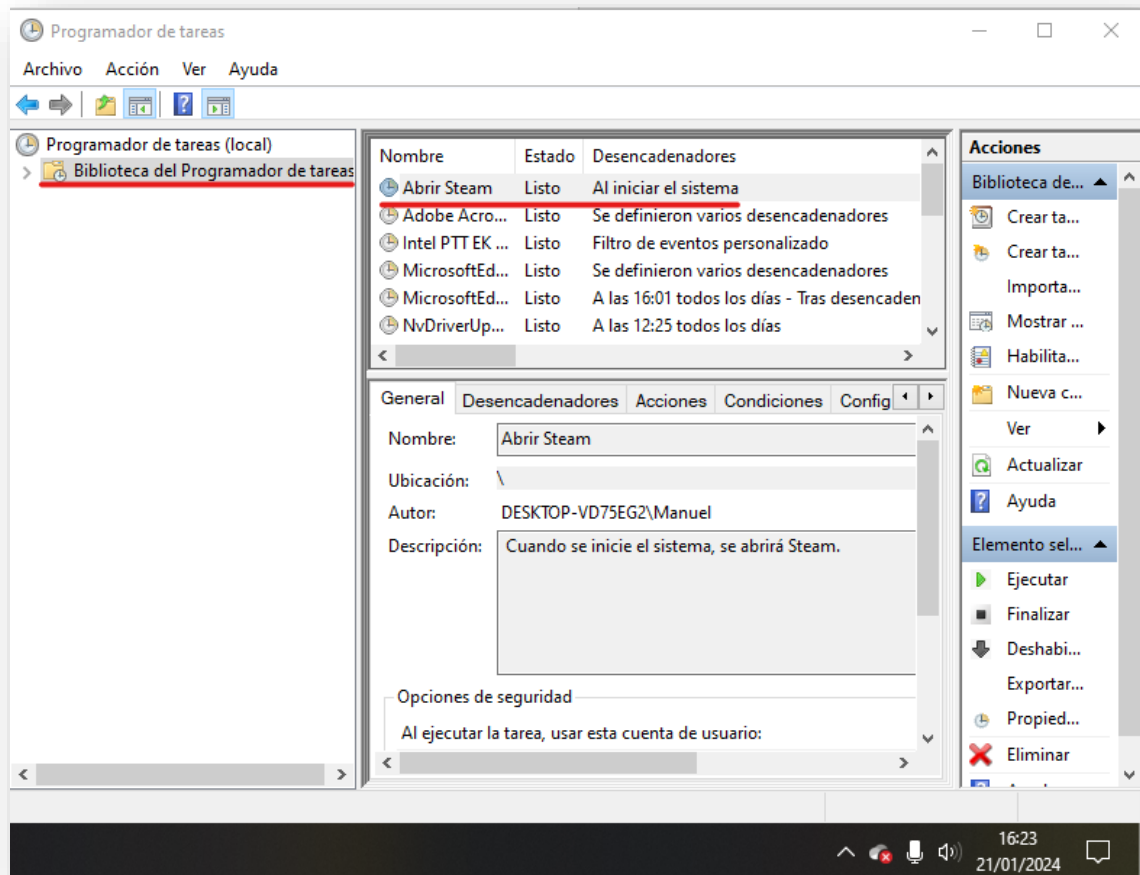 Programador de tareas
Archivo Acción Ver Ayuda
Programador de tareas (local)
Biblioteca del Programador de tareas
Nombre Estado Desencadenadores
Abrir Steam Listo Al iniciar el sistema
Adobe Acro... Listo Se definieron varios desencadenadores
Intel PTT EK ... Listo Filtro de eventos personalizado
MicrosoftEd... Listo Se definieron varios desencadenadores
MicrosoftEd... Listo A las 16:01 todos los días - Tras desencaden
NvDriverUp... Listo A las 12:25 todos los días
General Desencadenadores Acciones Condiciones Config
Nombre: Abrir Steam
Ubicación: \
Autor: DESKTOP-VD75EG2\Manuel
Descripción: Cuando se inicie el sistema, se abrirá Steam.
Opciones de seguridad
Al ejecutar la tarea, usar esta cuenta de usuario:
Acciones
Biblioteca de...
Crear ta...
Crear ta...
Importa...
Mostrar ...
Habilita...
Nueva c...
Ver
Actualizar
Ayuda
Elemento sel...
Ejecutar
Finalizar
Deshabi...
Exportar...
Propied...
Eliminar
16:23
21/01/2024